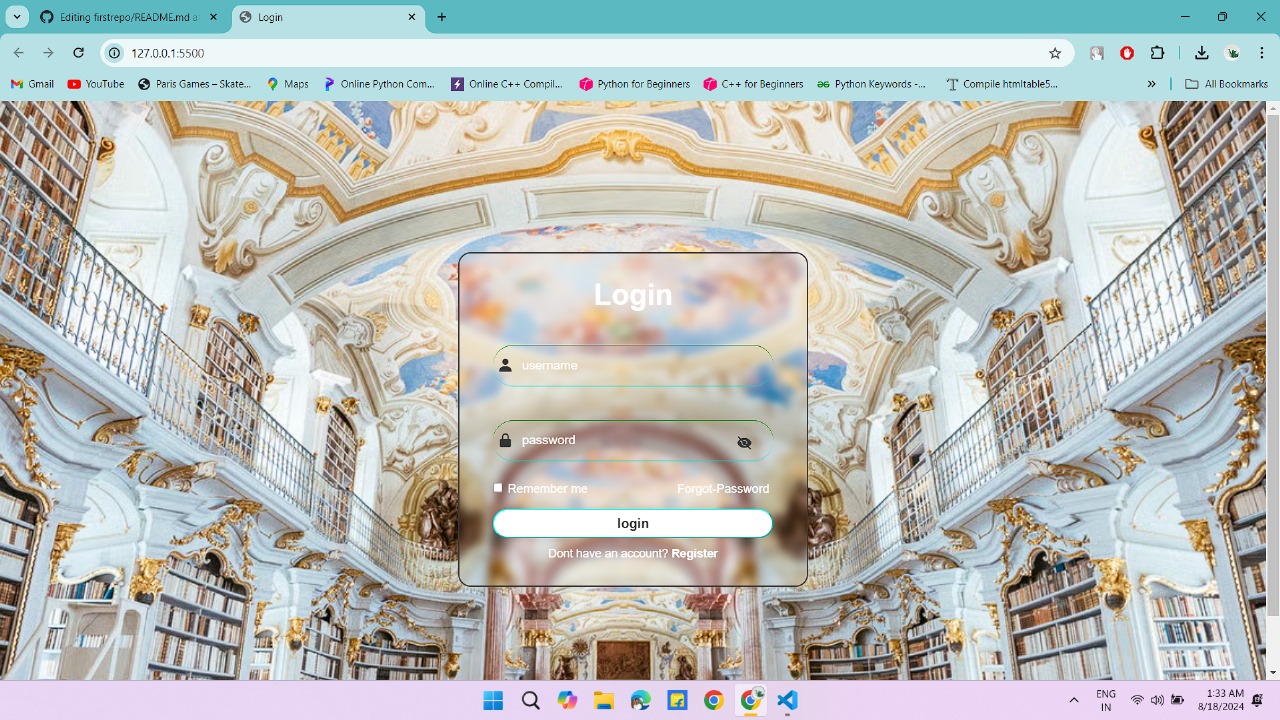 Editing firstrepo/README.md a
Login
127.0.0.1:5500
Gmail
YouTube
Paris Games – Skate...
Maps
Online Python Com...
Online C++ Compil...
Python for Beginners
C++ for Beginners
Python Keywords -...
Compile htmltable5...
»
All Bookmarks
Login
username
password
Remember me Forgot-Password
login
Dont have an account? Register
ENG
IN
1:33 AM
8/18/2024